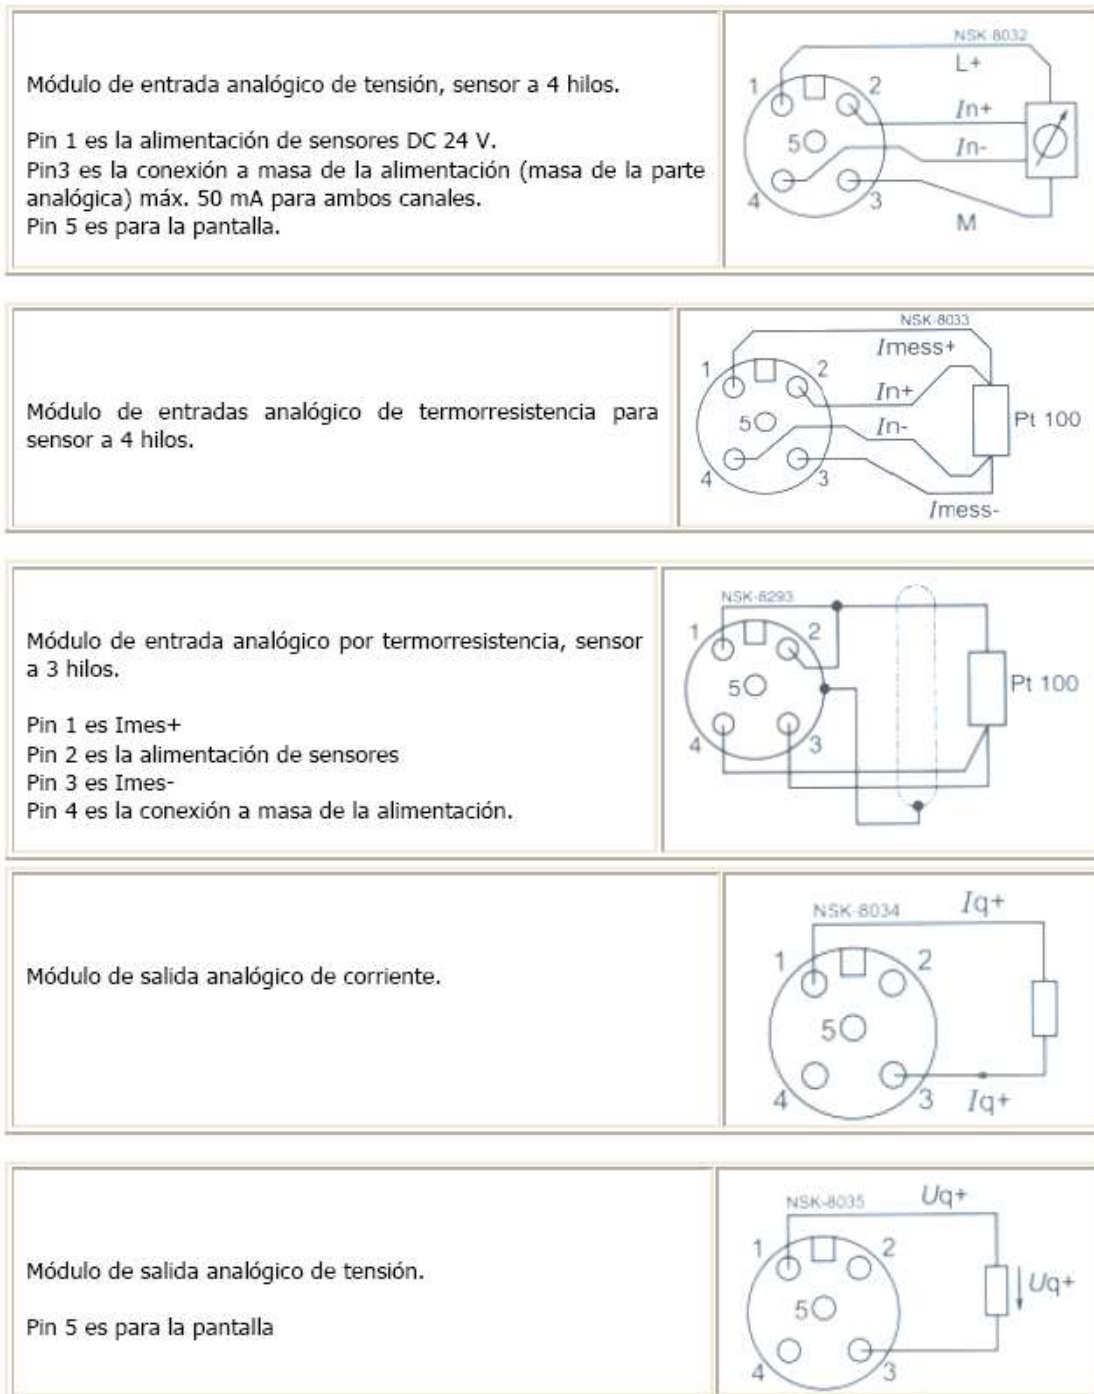 Módulo de entrada analógico de tensión, sensor a 4 hilos.
Pin 1 es la alimentación de sensores DC 24 V.
Pin3 es la conexión a masa de la alimentación (masa de la parte
analógica) máx. 50 mA para ambos canales.
Pin 5 es para la pantalla.
NSK-8032
L+
1
2
In+
5
In-
4
3
M
Módulo de entradas analógico de termorresistencia para
sensor a 4 hilos.
NSK-8033
Imess+
1
2
In+
5
In-
Pt 100
4
3
Imess-
Módulo de entrada analógico por termorresistencia, sensor
a 3 hilos.
Pin 1 es Imes+
Pin 2 es la alimentación de sensores
Pin 3 es Imes-
Pin 4 es la conexión a masa de la alimentación.
NSK-8293
1
2
5
Pt 100
4
3
Módulo de salida analógico de corriente.
NSK-8034
Iq+
1
2
5
4
3
Iq+
Módulo de salida analógico de tensión.
Pin 5 es para la pantalla
NSK-8035
Uq+
1
2
5
Uq+
4
3